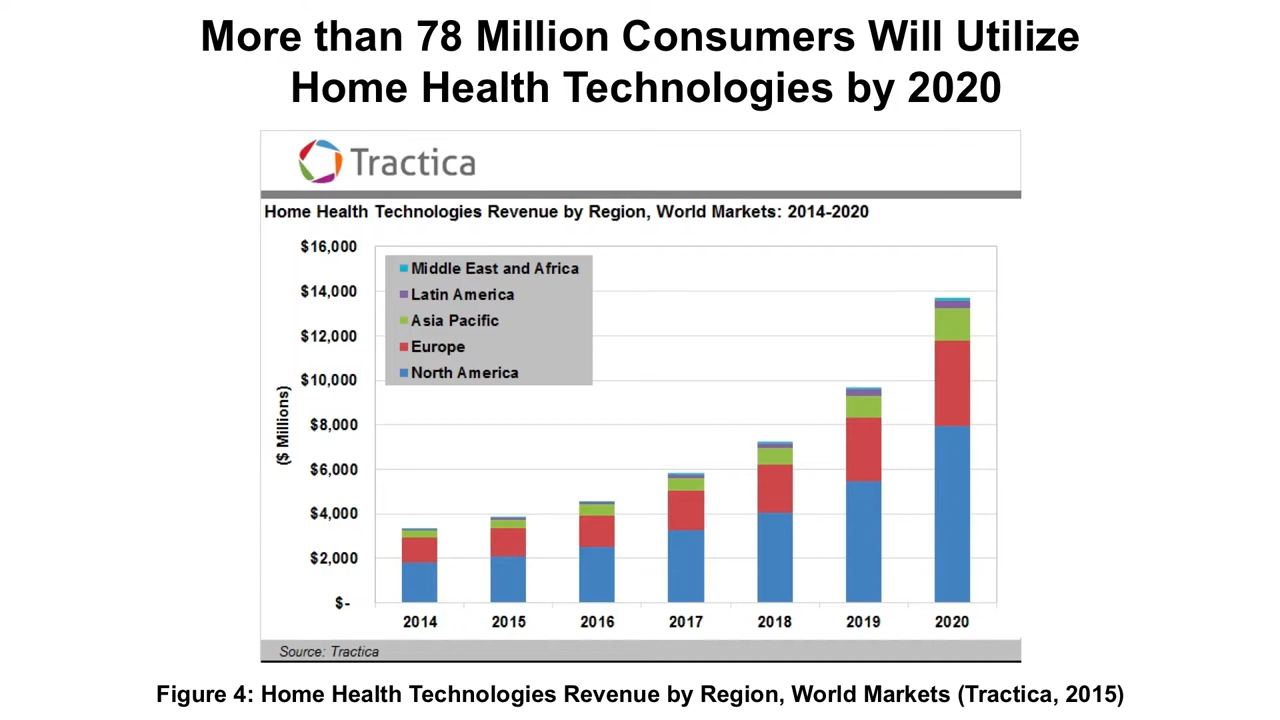 More than 78 Million Consumers Will Utilize
Home Health Technologies by 2020
Tractica
Home Health Technologies Revenue by Region, World Markets: 2014-2020
($ Millions)
$16,000
$14,000
$12,000
$10,000
$8,000
$6,000
$4,000
$2,000
$-
Middle East and Africa
Latin America
Asia Pacific
Europe
North America
2014 2015 2016 2017 2018 2019 2020
Source: Tractica
Figure 4: Home Health Technologies Revenue by Region, World Markets (Tractica, 2015)